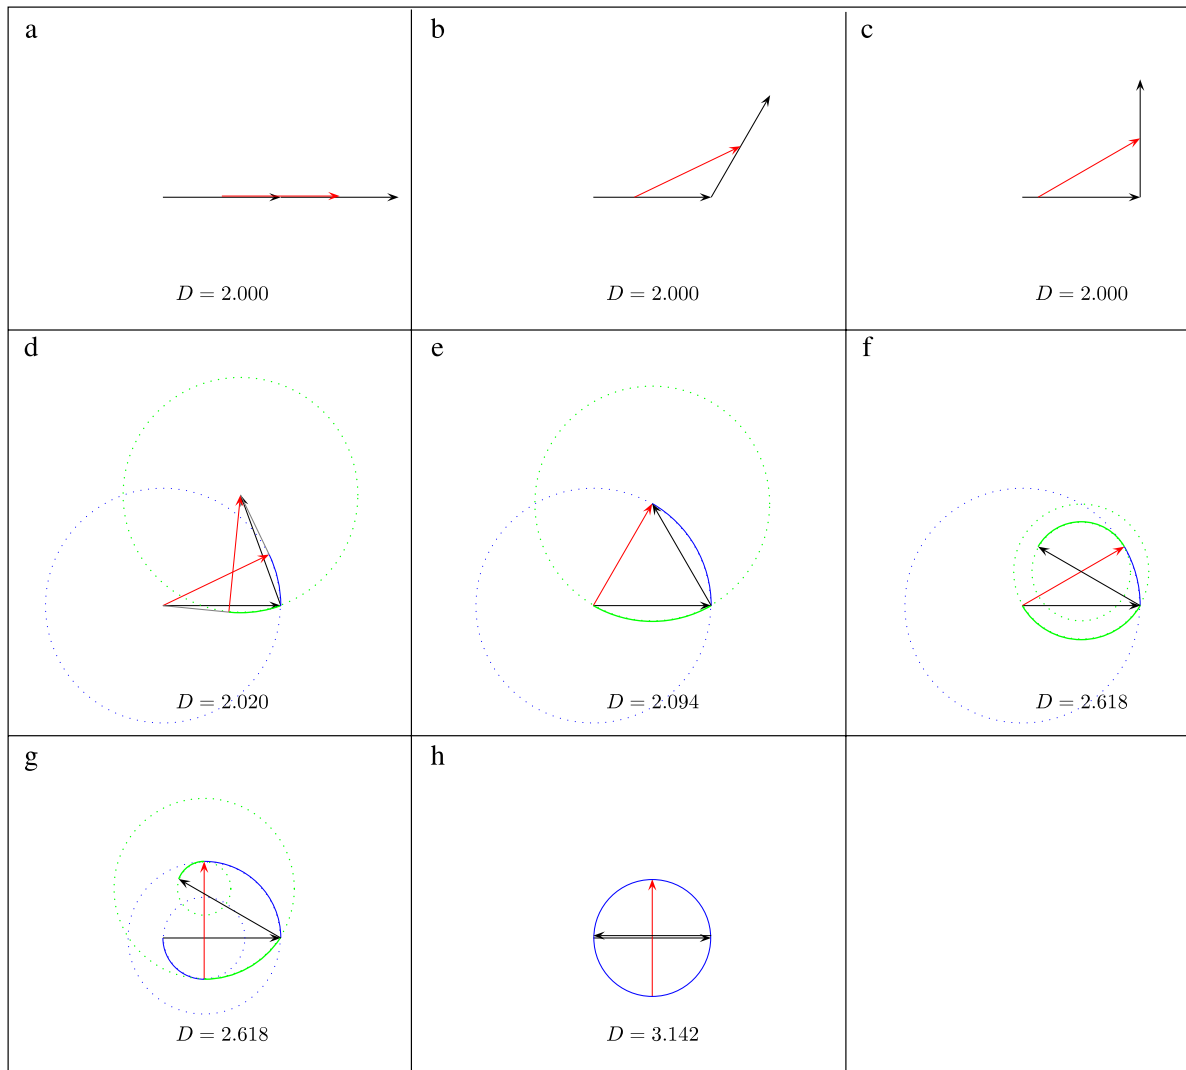 a
b
c
D = 2.000
D = 2.000
D = 2.000
d
e
f
D = 2.020
D = 2.094
D = 2.618
g
h
D = 2.618
D = 3.142